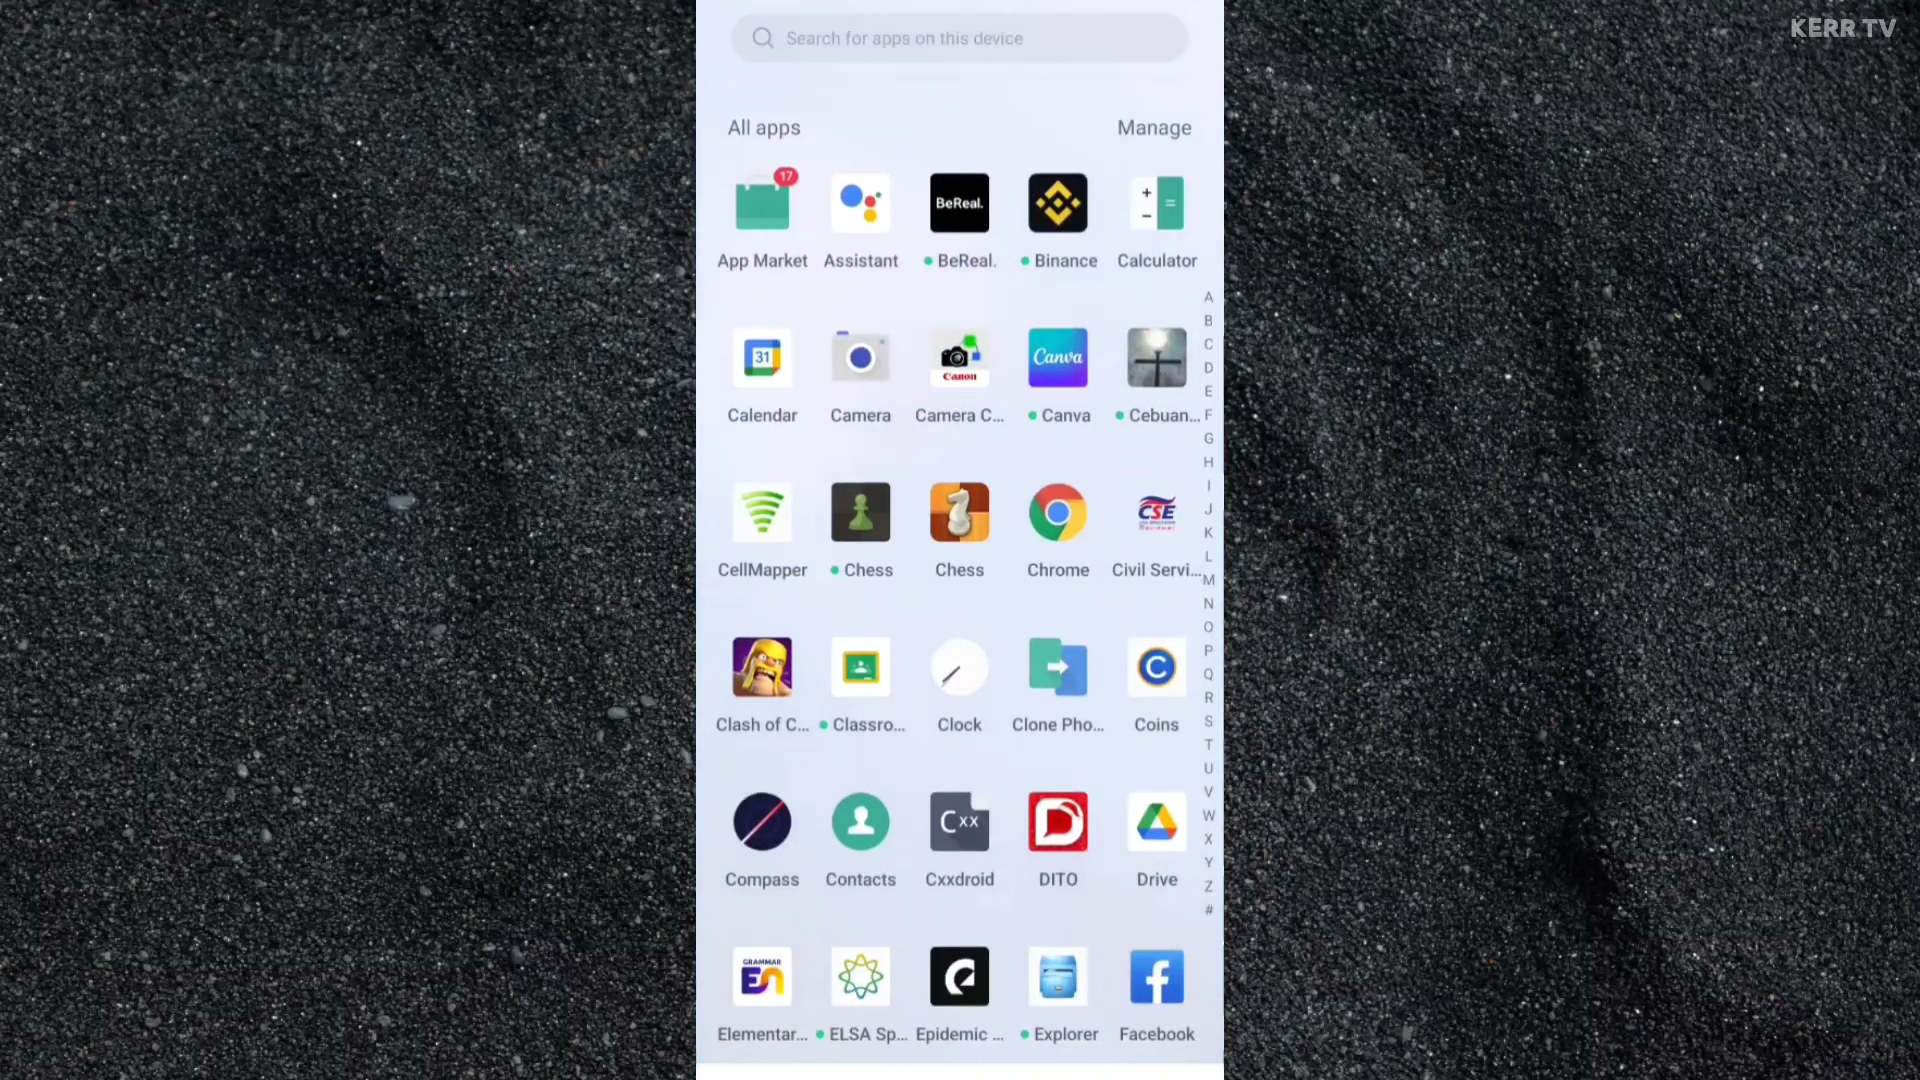 KERR TV
Search for apps on this device
All apps
Manage
17
BeReal.
App Market
Assistant
BeReal.
Binance
Calculator
31
Canon
Canva
Calendar
Camera
Camera C...
Canva
Cebuan...
CSE
CellMapper
Chess
Chess
Chrome
Civil Servi...
Clash of C...
Classro...
Clock
Clone Pho...
Coins
Cxx
Compass
Contacts
Cxxdroid
DITO
Drive
GRAMMAR
En
Elementar...
ELSA Sp...
Epidemic ...
Explorer
Facebook
A
B
C
D
E
F
G
H
I
J
K
L
M
N
O
P
Q
R
S
T
U
V
W
X
Y
Z
#